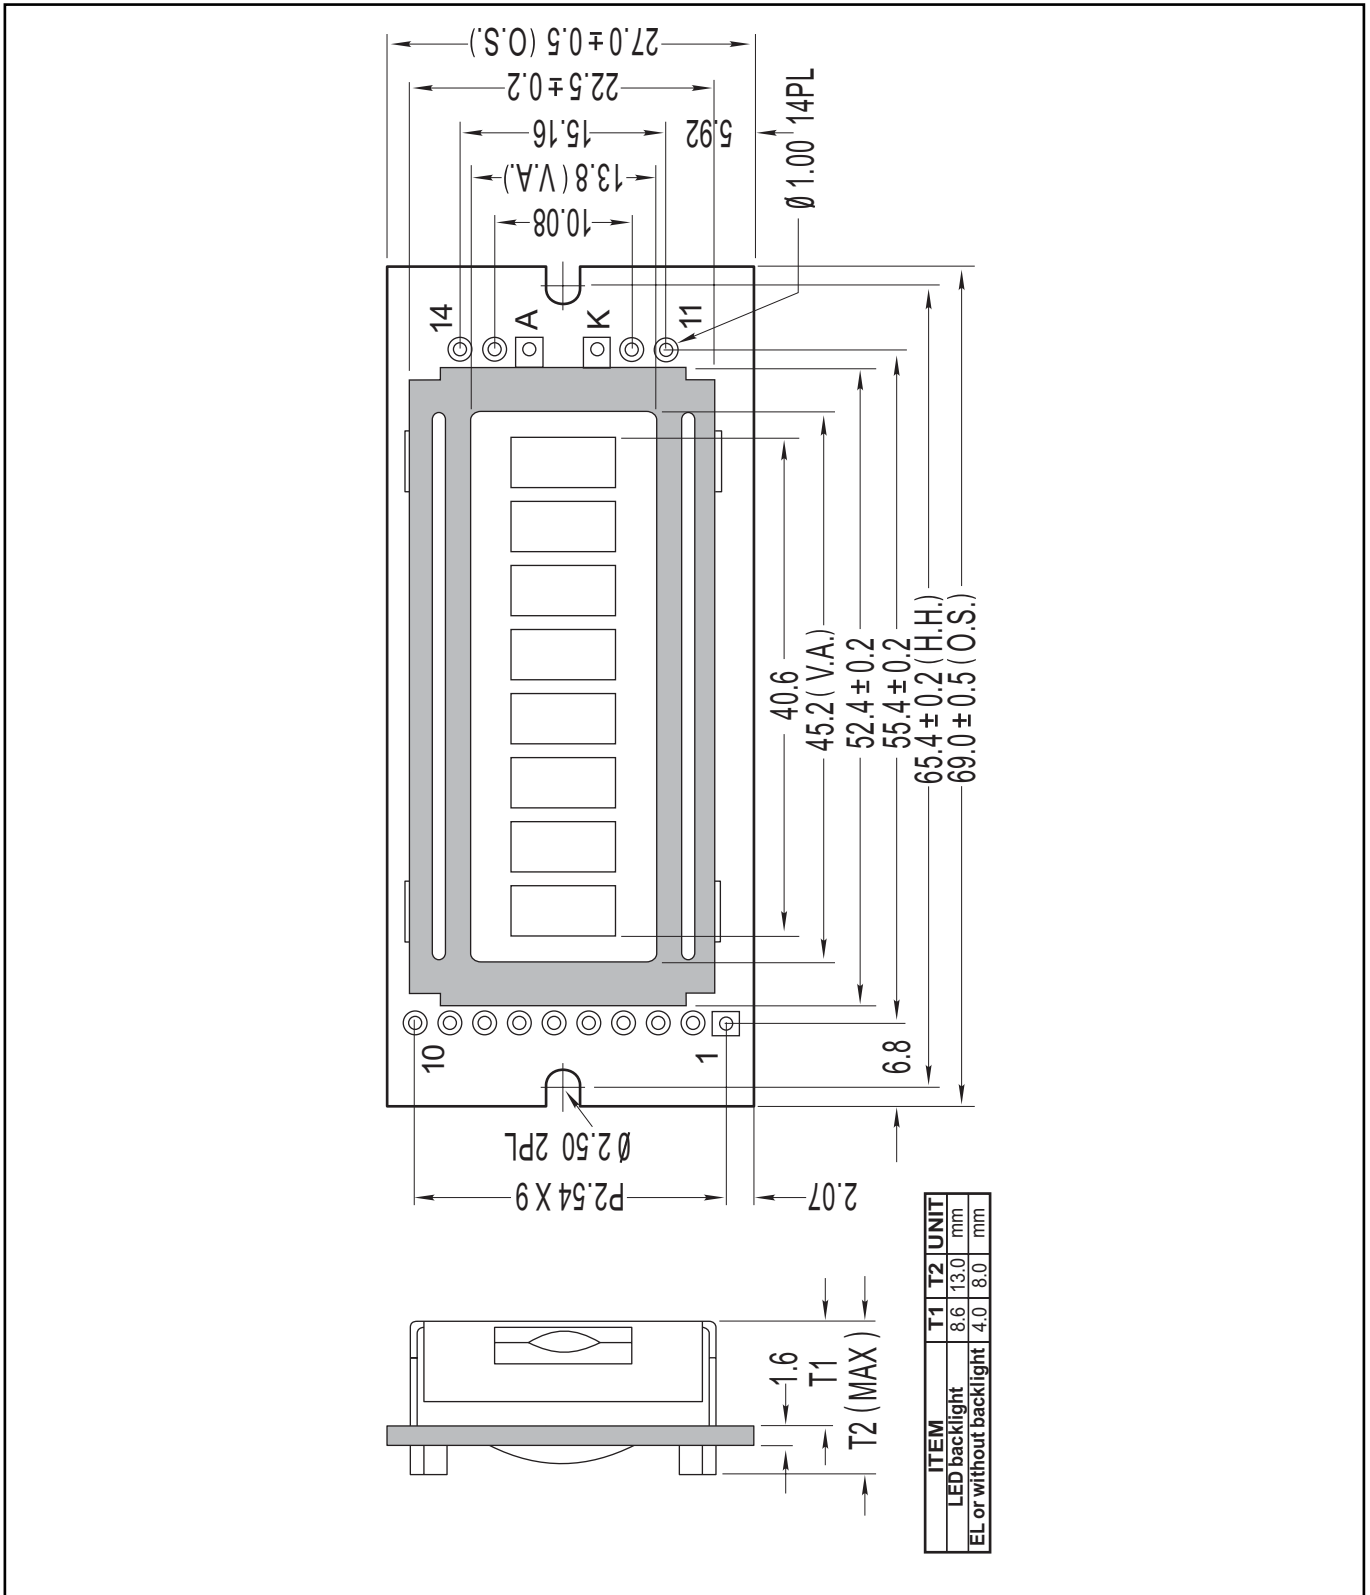 27.0 ± 0.5 (O.S.)
22.5 ± 0.2
15.16
5.92
13.8 (V.A.)
10.08
Ø 1.00 14PL
14
A
K
11
40.6
45.2 (V.A.)
52.4 ± 0.2
55.4 ± 0.2
65.4 ± 0.2 (H.H.)
69.0 ± 0.5 (O.S.)
10
1
6.8
Ø 2.50 2PL
P2.54 X 9
2.07
1.6
T1
T2 (MAX)
ITEM T1 T2 UNIT
LED backlight 8.6 13.0 mm
EL or without backlight 4.0 8.0 mm